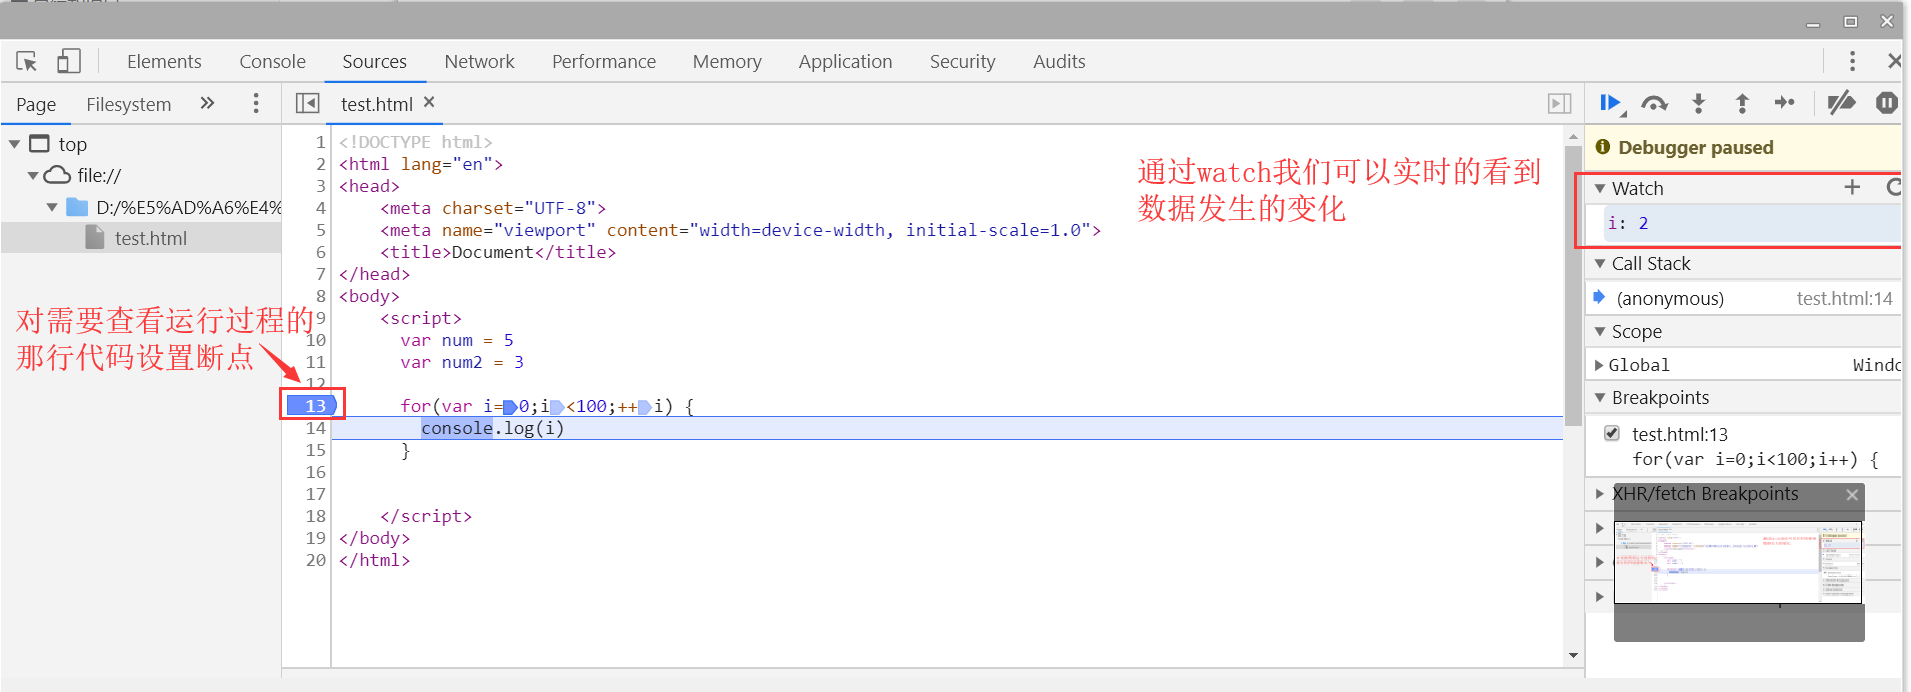 Elements Console Sources Network Performance Memory Application Security Audits
Page Filesystem
test.html
top
file://
D:/%E5%AD%A6%E4%
test.html
对需要查看运行过程的
那行代码设置断点
1 <!DOCTYPE html>
2 <html lang="en">
3 <head>
4 <meta charset="UTF-8">
5 <meta name="viewport" content="width=device-width, initial-scale=1.0">
6 <title>Document</title>
7 </head>
8 <body>
9 <script>
10 var num = 5
11 var num2 = 3
12
13 for(var i=0;i<100;++i) {
14 console.log(i)
15 }
16
17
18 </script>
19 </body>
20 </html>
通过watch我们可以实时的看到
数据发生的变化
Debugger paused
Watch
i: 2
Call Stack
(anonymous) test.html:14
Scope
Global Windo
Breakpoints
test.html:13
for(var i=0;i<100;i++) {
XHR/fetch Breakpoints